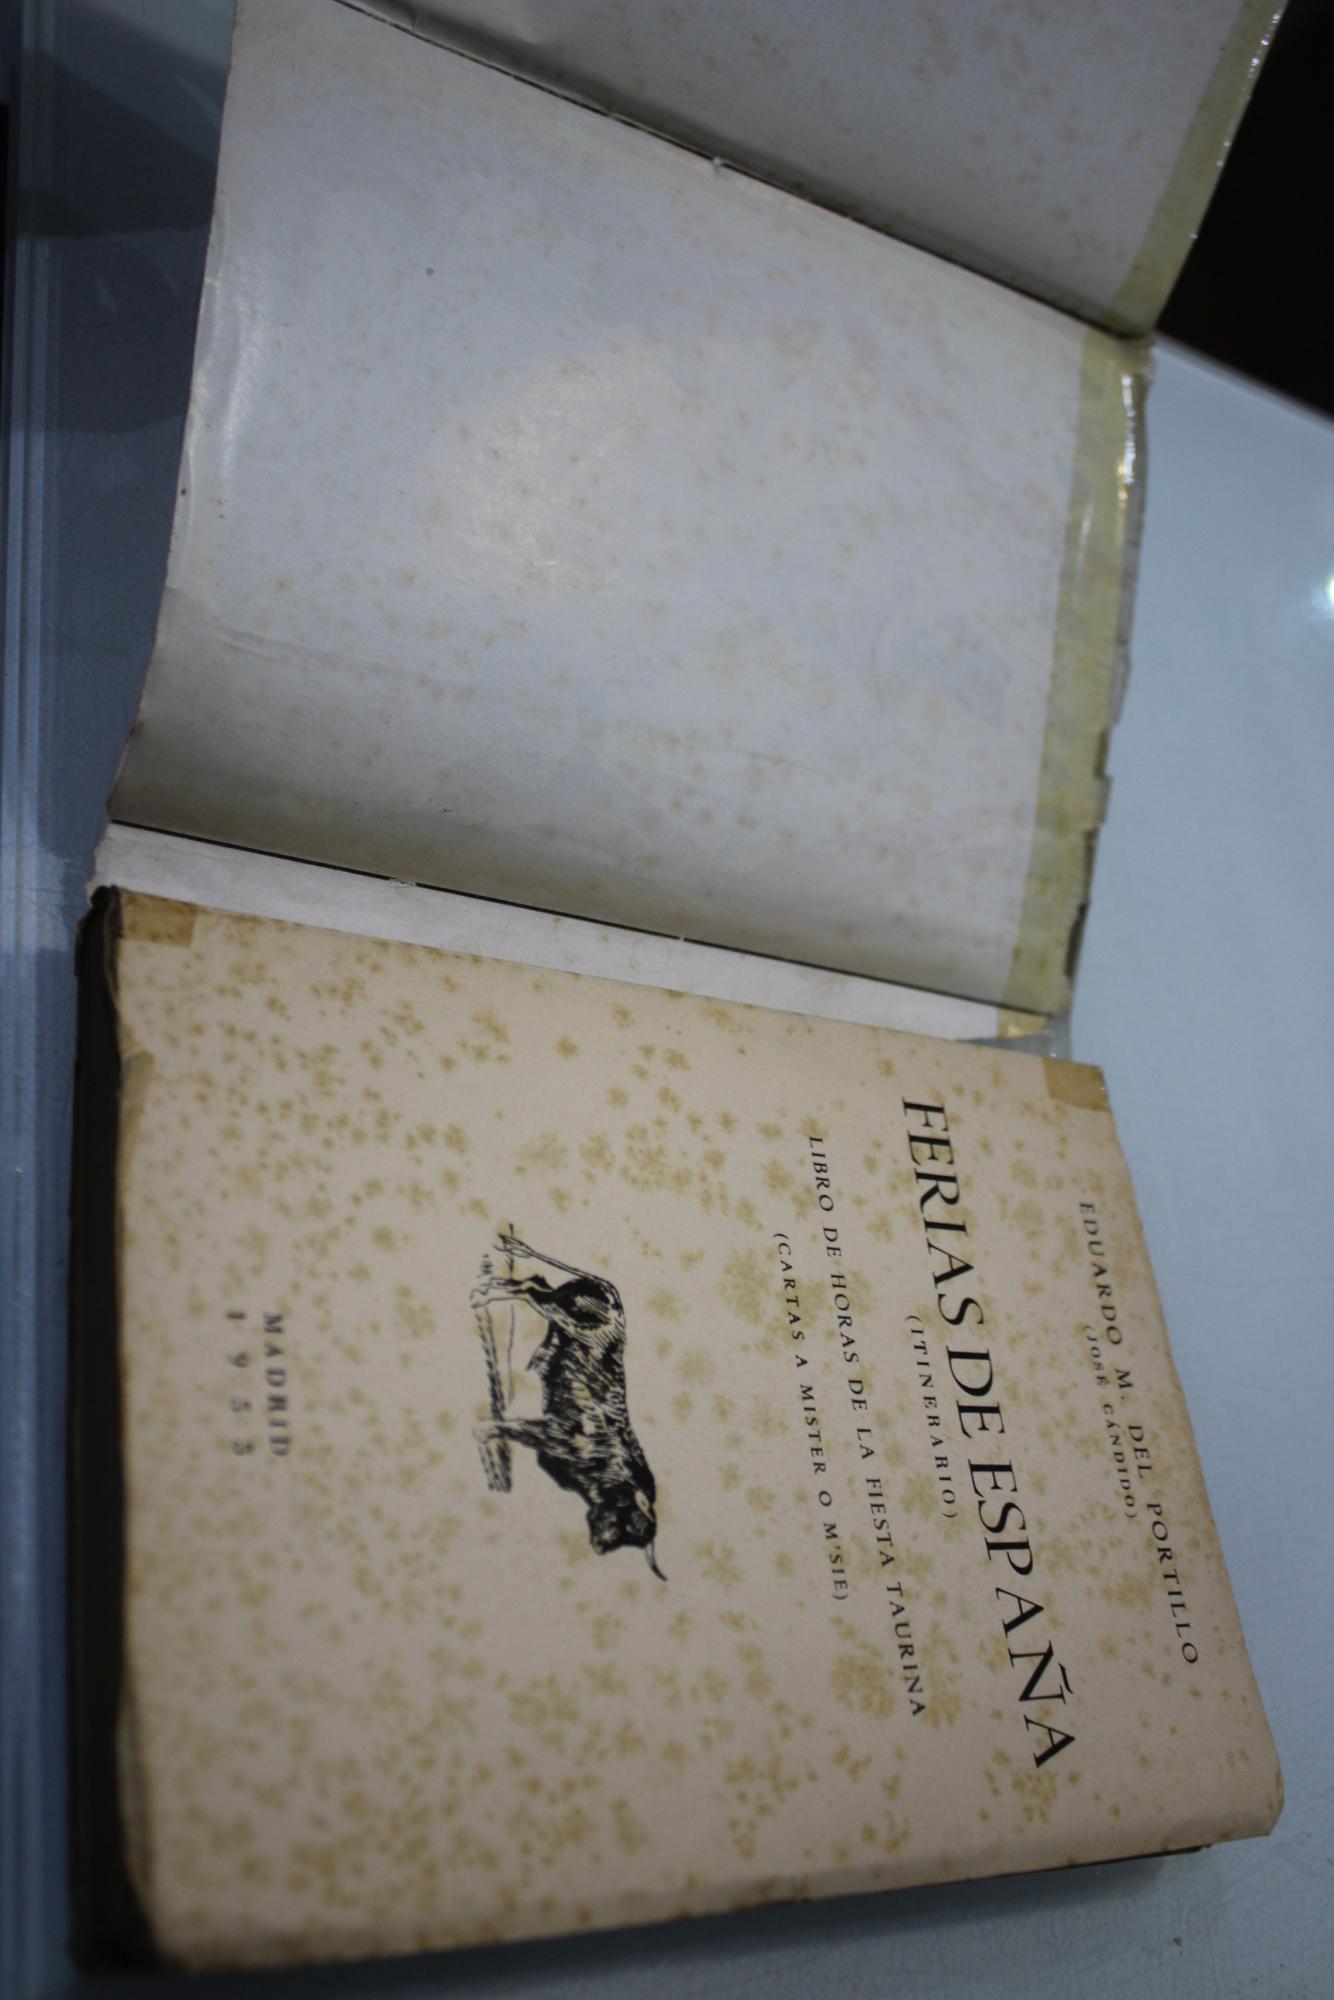 EDUARDO M. DEL PORTILLO
(JOSÉ CÁNDIDO)
FERIAS DE ESPAÑA
(ITINERARIO)
LIBRO DE HORAS DE LA FIESTA TAURINA
(CARTAS A MISTER O M'SIE)
MADRID
1955